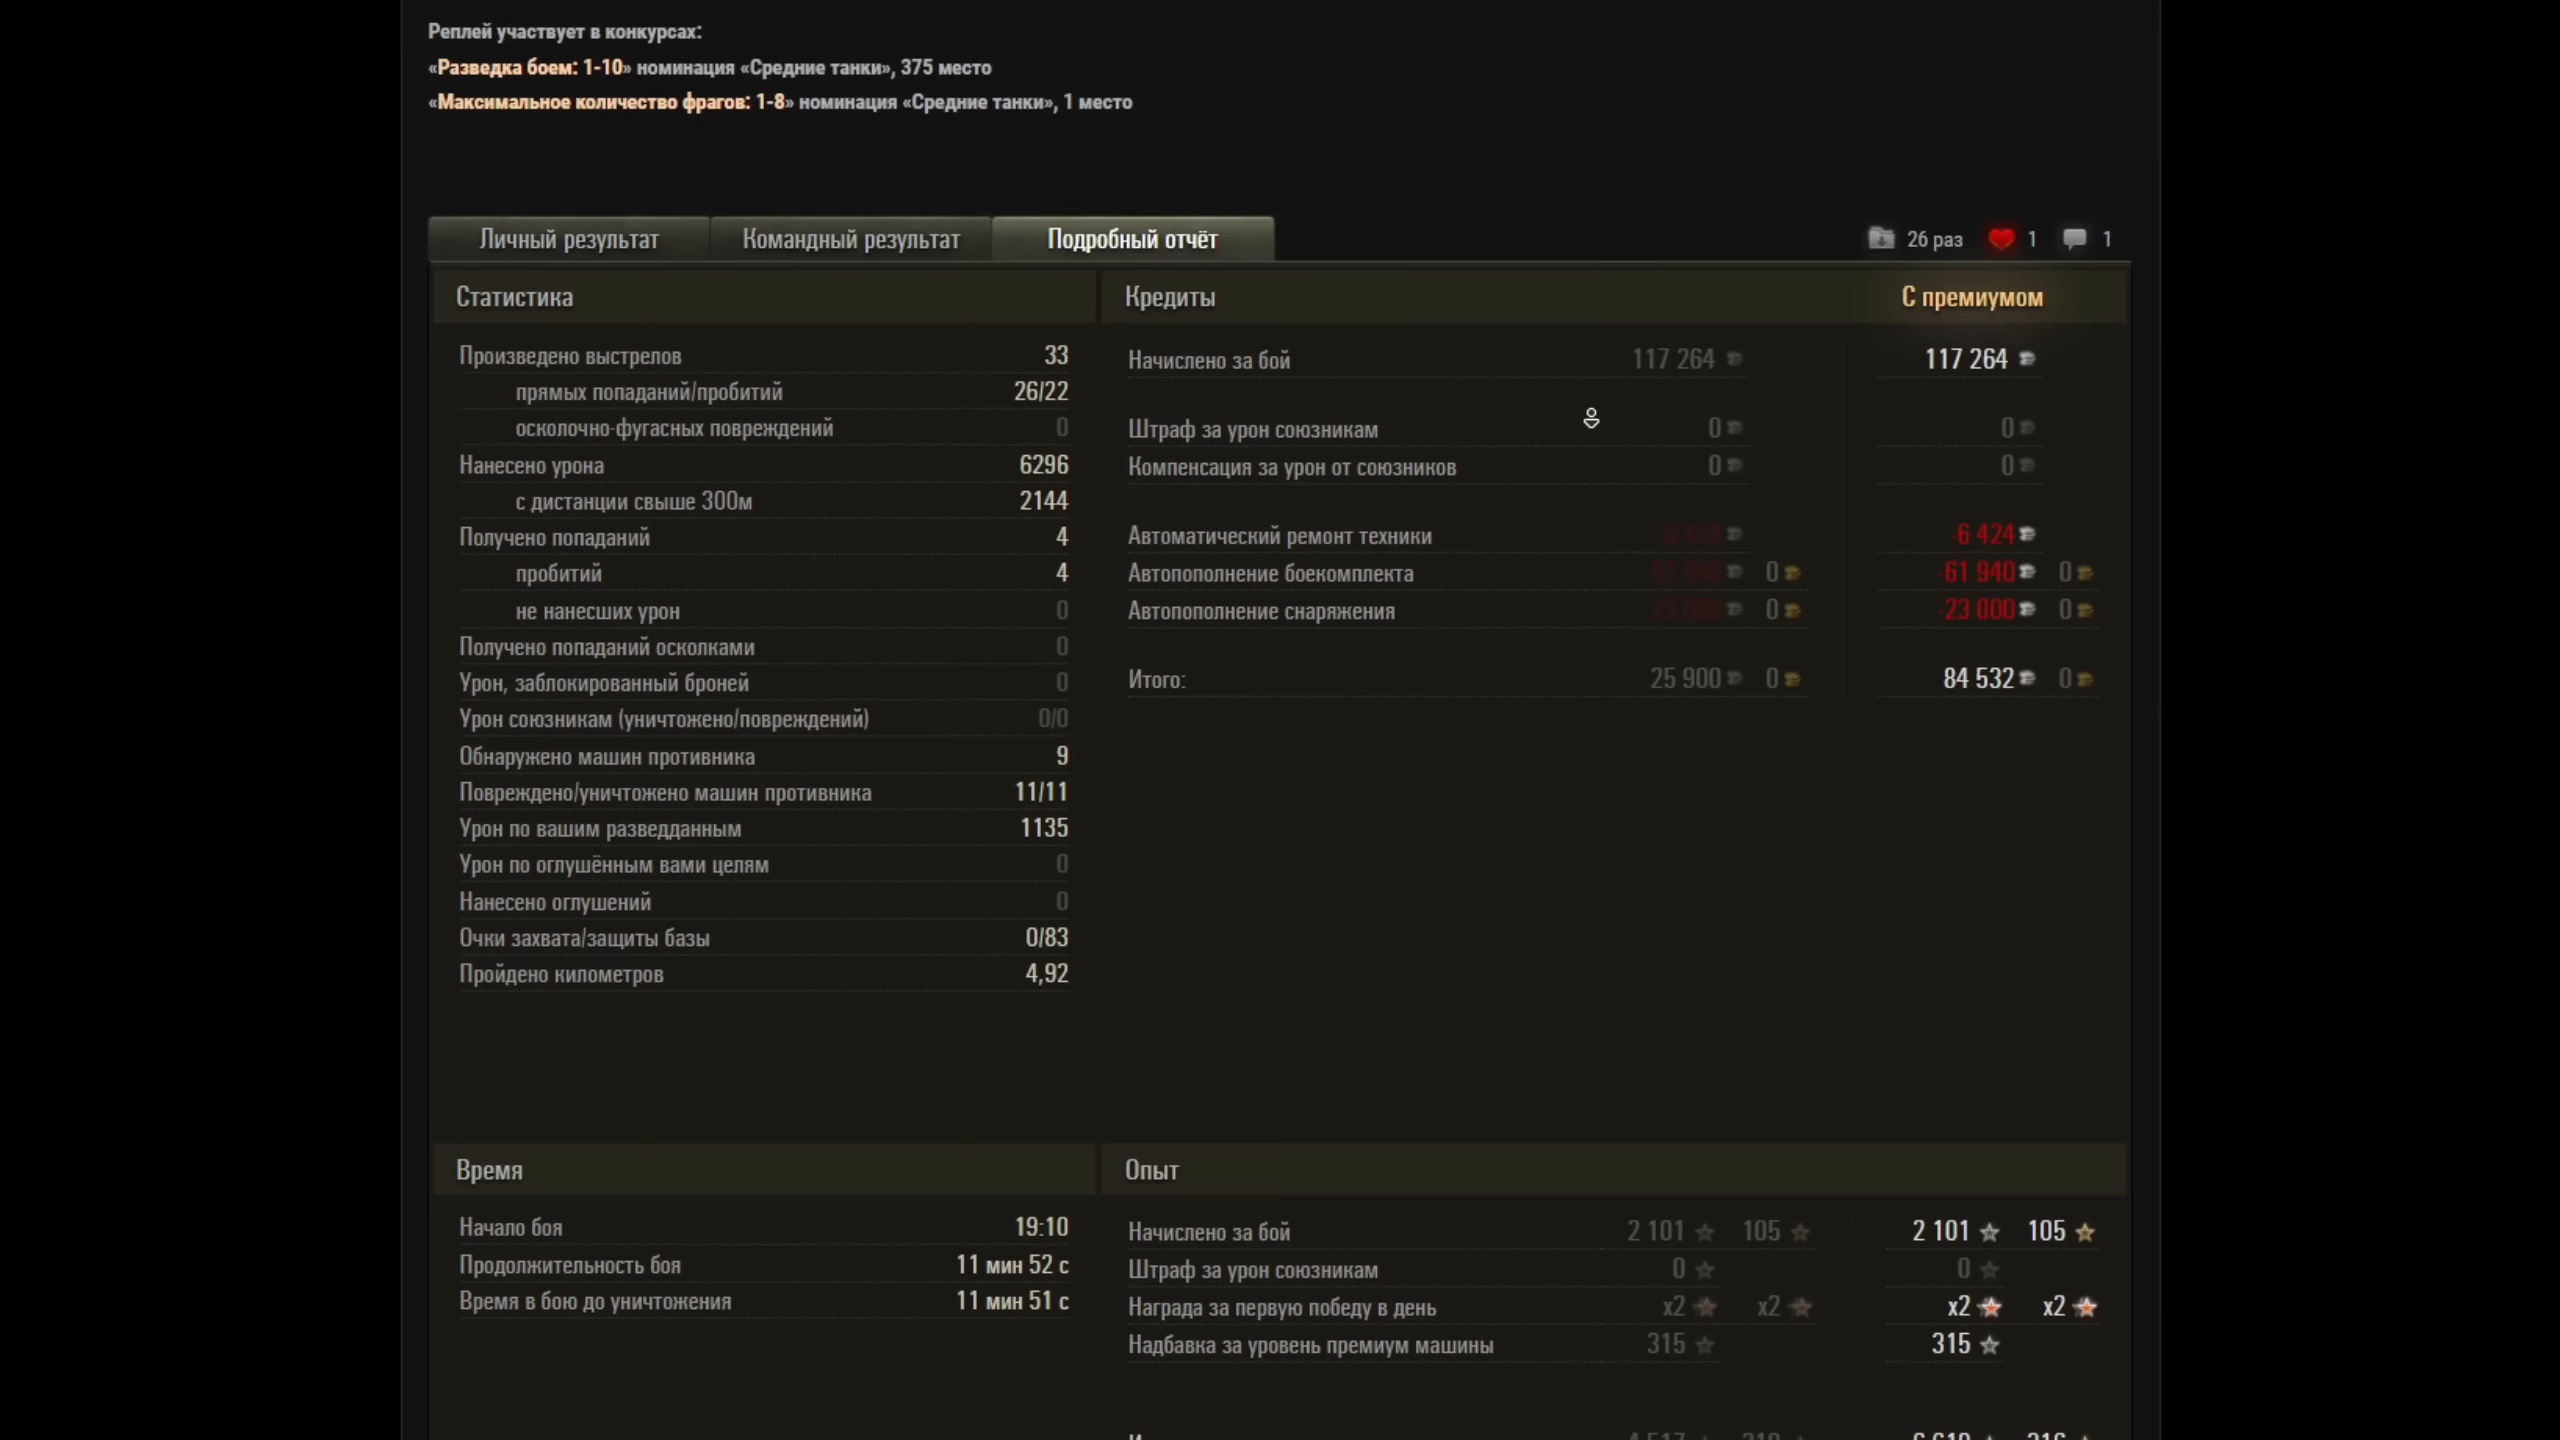 Реплей участвует в конкурсах:
«Разведка боем: 1-10» номинация «Средние танки», 375 место
«Максимальное количество фрагов: 1-8» номинация «Средние танки», 1 место
Личный результат Командный результат Подробный отчёт 26 раз 1 1
Статистика
Произведено выстрелов 33
прямых попаданий/пробитий 26/22
осколочно-фугасных повреждений 0
Нанесено урона 6296
с дистанции свыше 300м 2144
Получено попаданий 4
пробитий 4
не нанесших урон 0
Получено попаданий осколками 0
Урон, заблокированный броней 0
Урон союзникам (уничтожено/повреждений) 0/0
Обнаружено машин противника 9
Повреждено/уничтожено машин противника 11/11
Урон по вашим разведданным 1135
Урон по оглушённым вами целям 0
Нанесено оглушений 0
Очки захвата/защиты базы 0/83
Пройдено километров 4,92
Кредиты С премиумом
Начислено за бой 117 264 117 264
Штраф за урон союзникам 0 0
Компенсация за урон от союзников 0 0
Автоматический ремонт техники -6 424
Автопополнение боекомплекта 0 -61 940 0
Автопополнение снаряжения 0 -23 000 0
Итого: 25 900 0 84 532 0
Время
Начало боя 19:10
Продолжительность боя 11 мин 52 с
Время в бою до уничтожения 11 мин 51 с
Опыт
Начислено за бой 2 101 105 2 101 105
Штраф за урон союзникам 0 0
Награда за первую победу в день x2 x2 x2 x2
Надбавка за уровень премиум машины 315 315